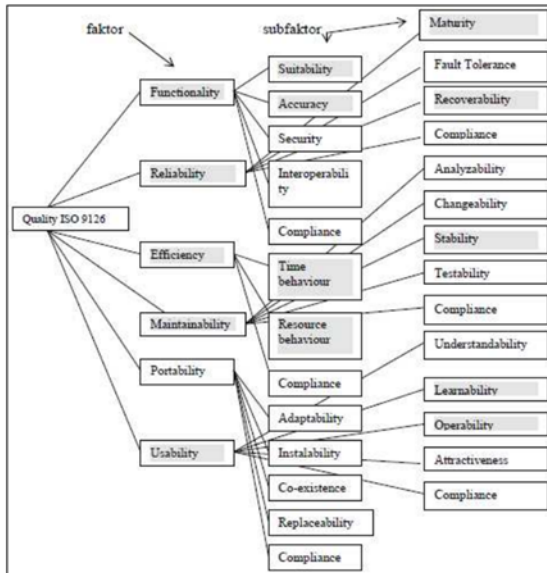 faktor
subfaktor
Quality ISO 9126
Functionality
Reliability
Efficiency
Maintainability
Portability
Usability
Suitability
Accuracy
Security
Interoperabili
ty
Compliance
Time
behaviour
Resource
behaviour
Compliance
Adaptability
Instalability
Co-existence
Replaceability
Compliance
Maturity
Fault Tolerance
Recoverability
Compliance
Analyzability
Changeability
Stability
Testability
Compliance
Understandability
Learnability
Operability
Attractiveness
Compliance